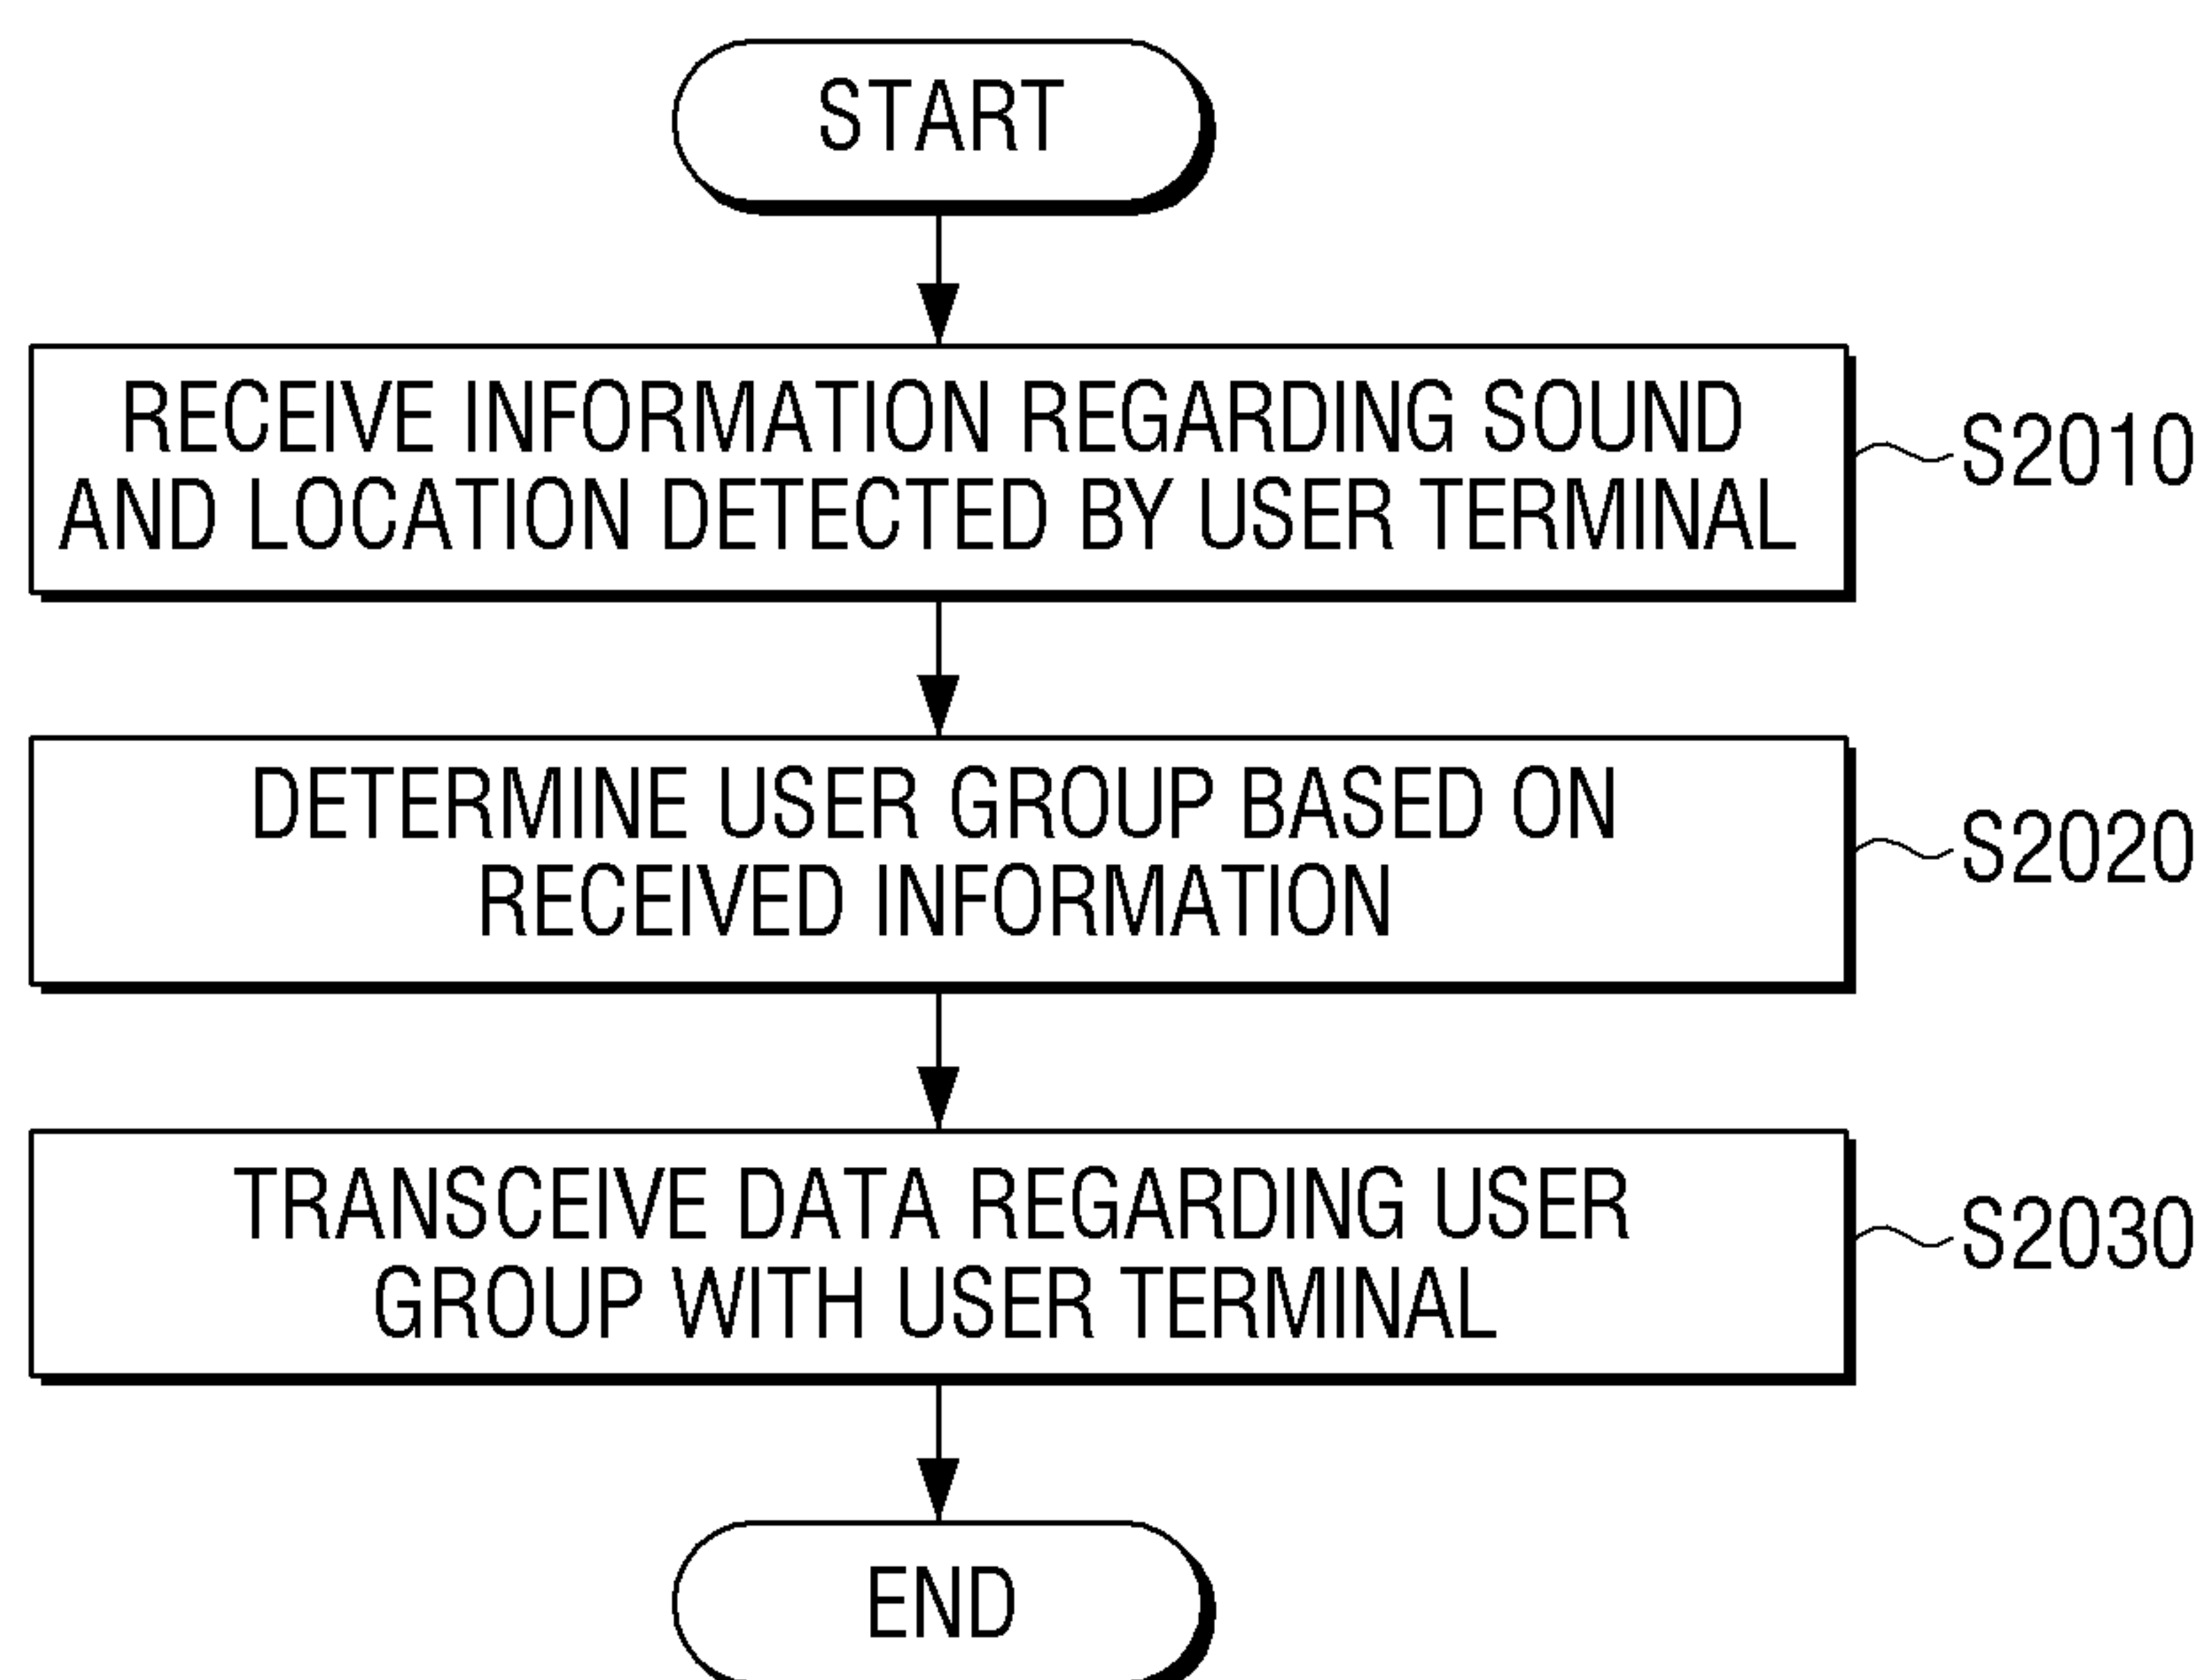 START
RECEIVE INFORMATION REGARDING SOUND
AND LOCATION DETECTED BY USER TERMINAL
S2010
DETERMINE USER GROUP BASED ON
RECEIVED INFORMATION
S2020
TRANSCEIVE DATA REGARDING USER
GROUP WITH USER TERMINAL
S2030
END